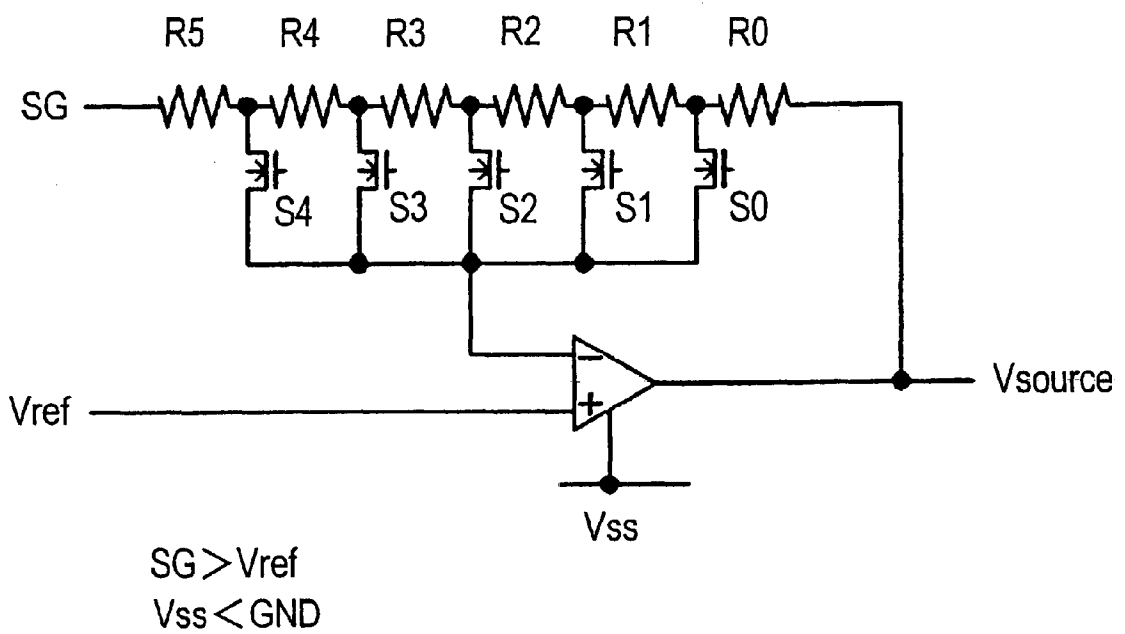 R5 R4 R3 R2 R1 R0
SG
S4 S3 S2 S1 S0
−
Vsource
Vref
+
Vss
SG>Vref
Vss<GND